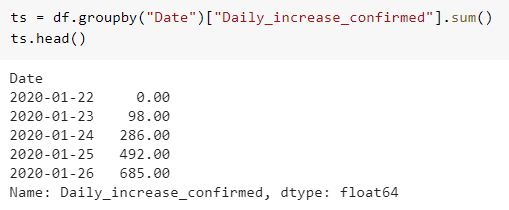 ts = df.groupby("Date")["Daily_increase_confirmed"].sum()
ts.head()
Date
2020-01-22 0.00
2020-01-23 98.00
2020-01-24 286.00
2020-01-25 492.00
2020-01-26 685.00
Name: Daily_increase_confirmed, dtype: float64